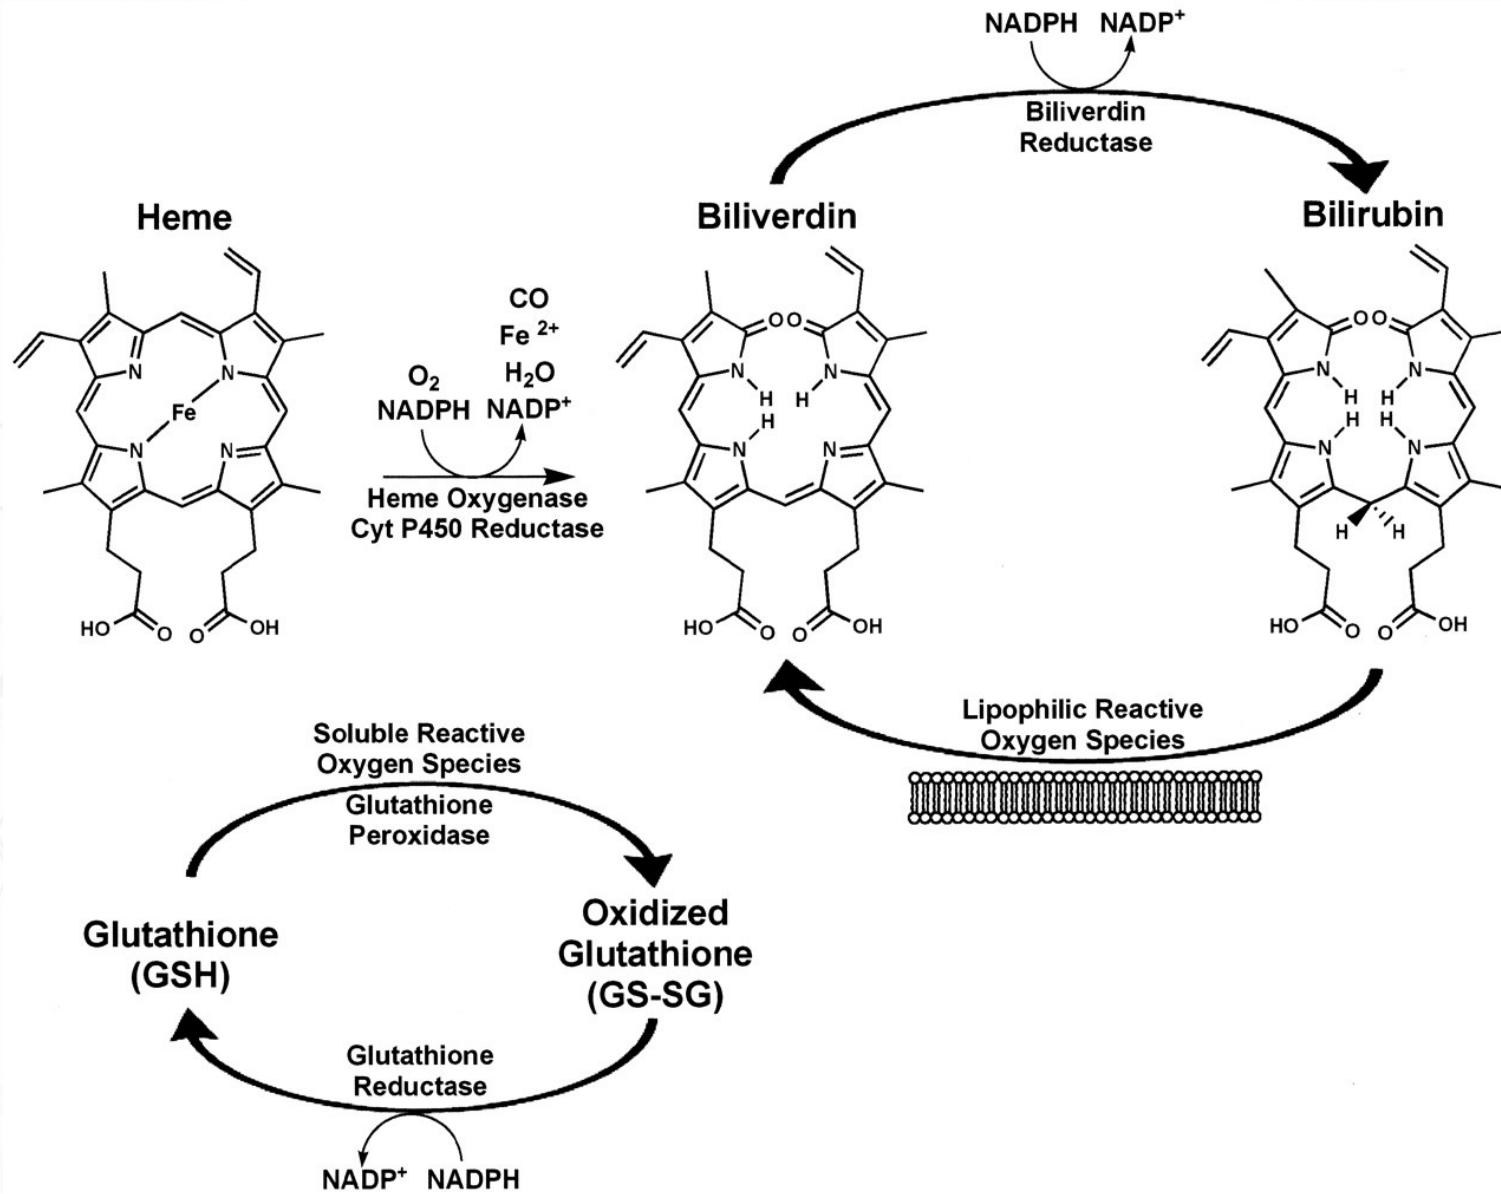 NADPH NADP⁺
Biliverdin
Reductase
Heme
Biliverdin
Bilirubin
N
N
Fe
N
N
HO
O
O
OH
CO
Fe ²⁺
O₂
H₂O
NADPH NADP⁺
Heme Oxygenase
Cyt P450 Reductase
O O
N
N
H
H
H
N
N
HO
O
O
OH
O O
N
N
H
H
H
H
N
N
H
H
HO
O
O
OH
Lipophilic Reactive
Oxygen Species
Soluble Reactive
Oxygen Species
Glutathione
Peroxidase
Glutathione
(GSH)
Oxidized
Glutathione
(GS-SG)
Glutathione
Reductase
NADP⁺ NADPH